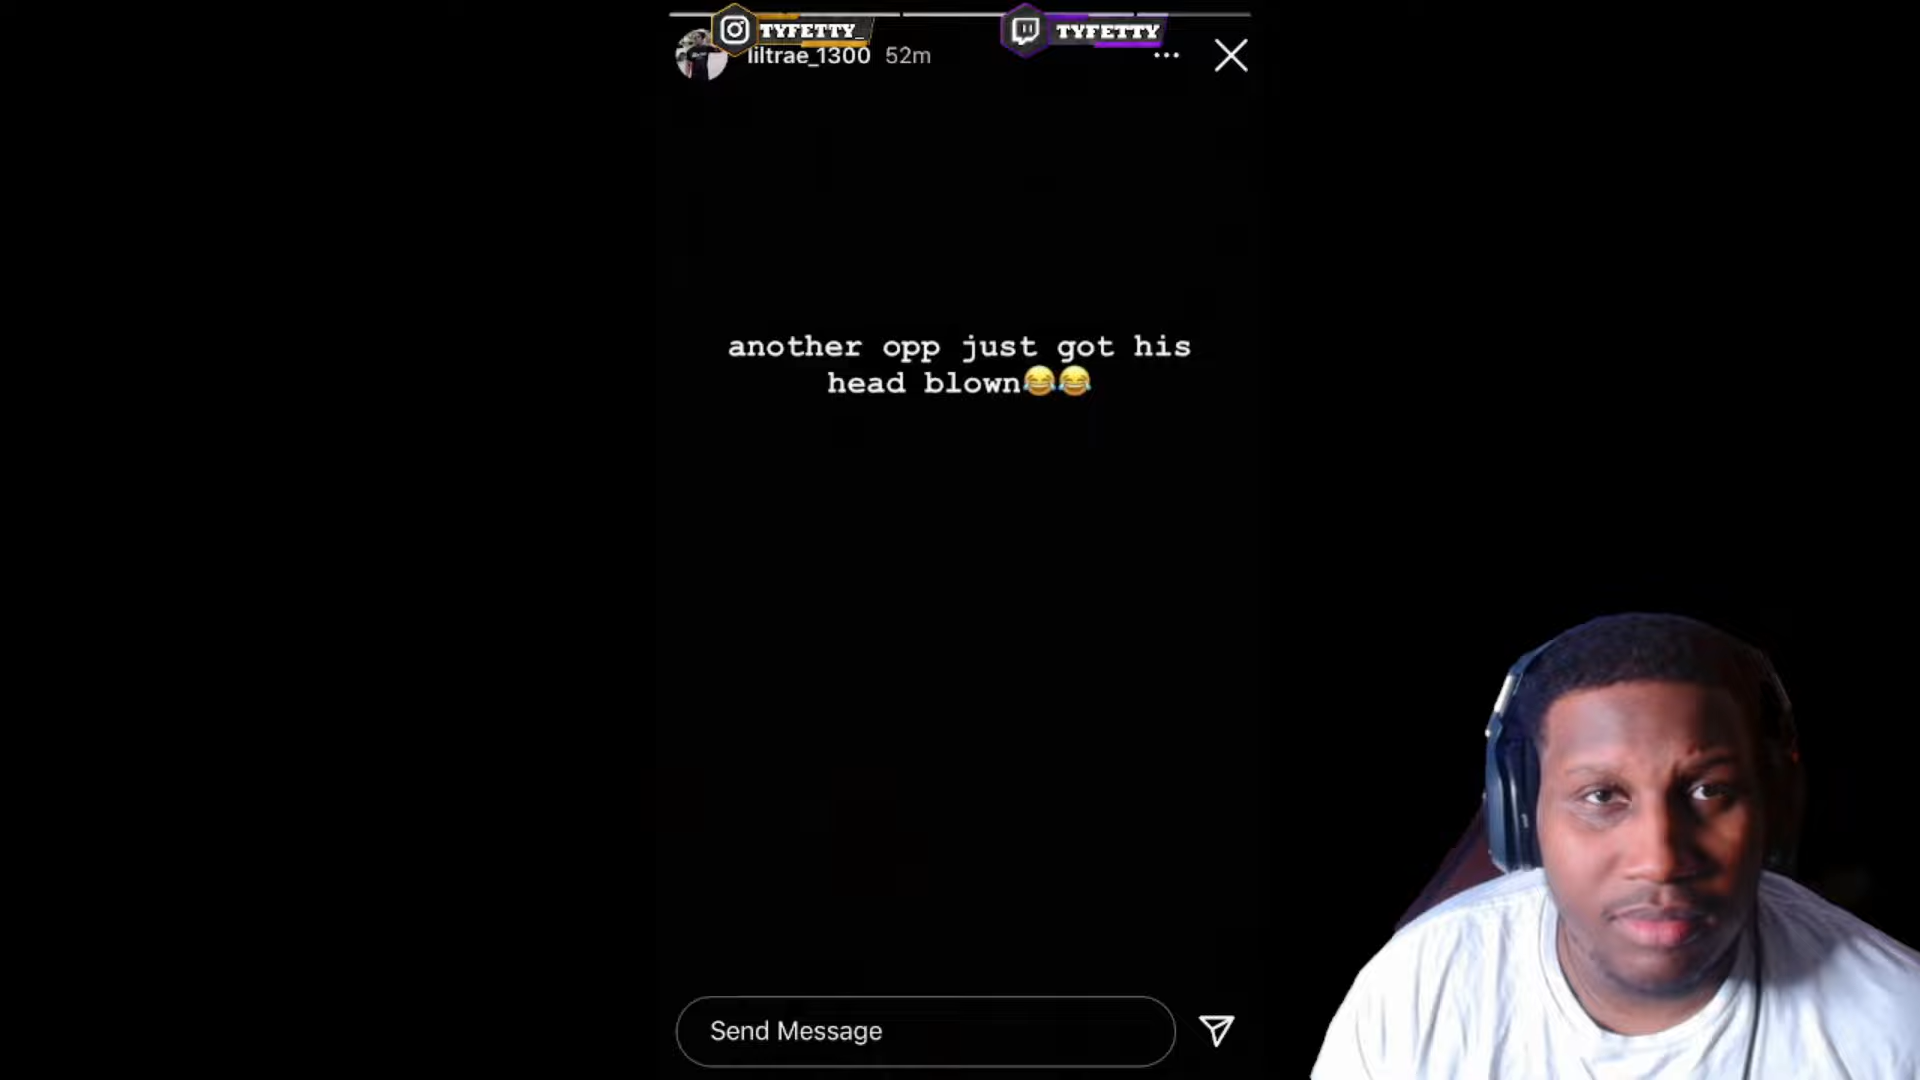 TYFETTY_
TYFETTY
liltrae_1300 52m
another opp just got his
head blown😂😂
Send Message